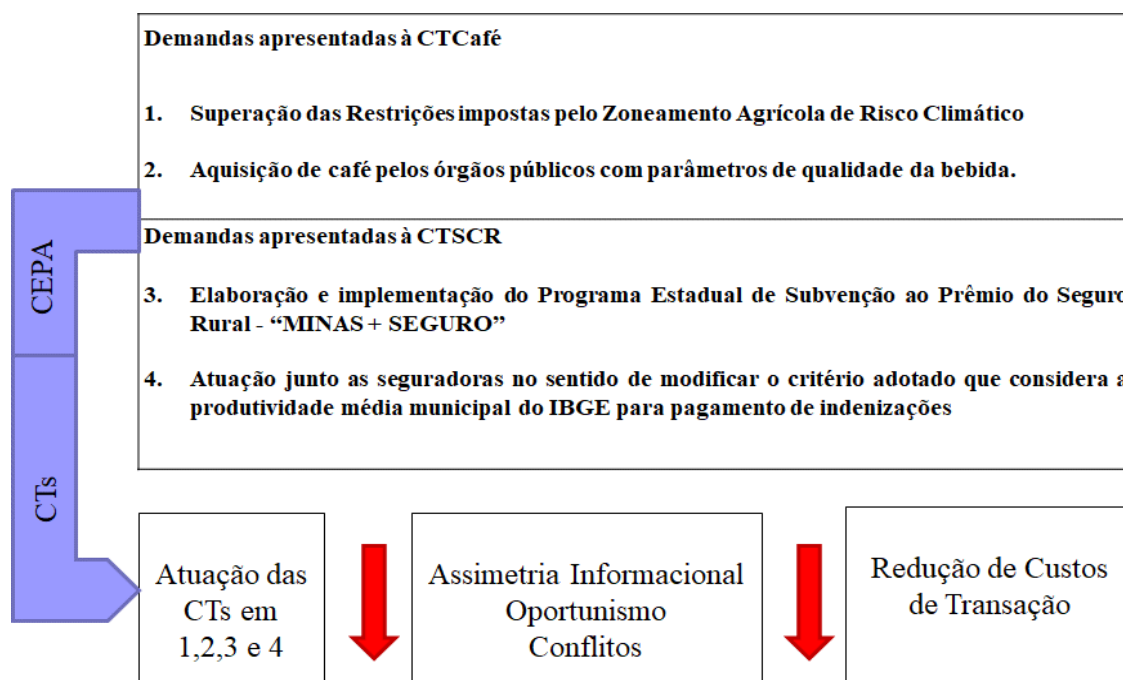 Demandas apresentadas à CTCafé
1. Superação das Restrições impostas pelo Zoneamento Agrícola de Risco Climático
2. Aquisição de café pelos órgãos públicos com parâmetros de qualidade da bebida.
CEPA
Demandas apresentadas à CTSCR
3. Elaboração e implementação do Programa Estadual de Subvenção ao Prêmio do Seguro
Rural - “MINAS + SEGURO”
4. Atuação junto as seguradoras no sentido de modificar o critério adotado que considera a
produtividade média municipal do IBGE para pagamento de indenizações
CTs
Atuação das
CTs em
1,2,3 e 4
Assimetria Informacional
Oportunismo
Conflitos
Redução de Custos
de Transação